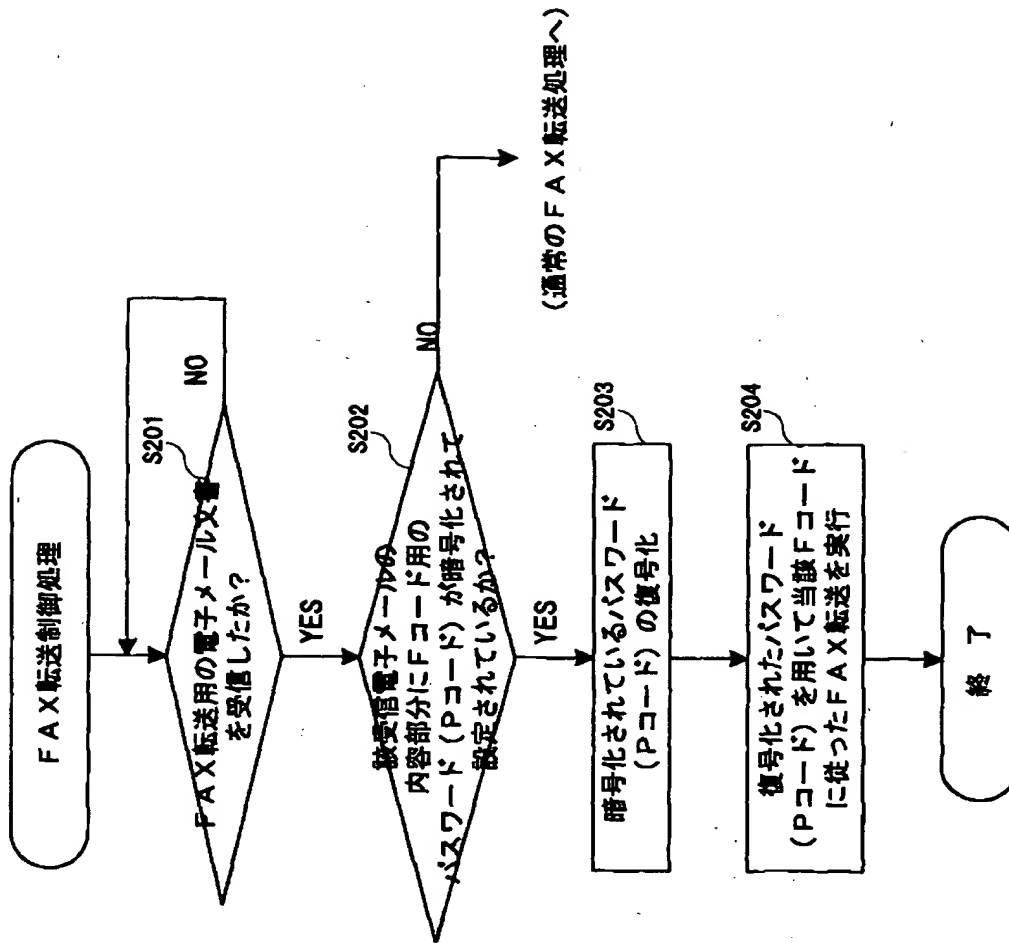 FAX転送制御処理
S201
FAX転送用の電子メール文書
を受信したか?
NO
YES
S202
該受信電子メールの
内容部分にFコード用の
パスワード(Pコード)が暗号化されて
設定されているか?
NO
(通常のFAX転送処理へ)
YES
S203
暗号化されているパスワード
(Pコード)の復号化
S204
復号化されたパスワード
(Pコード)を用いて当該Fコード
に従ったFAX転送を実行
終了